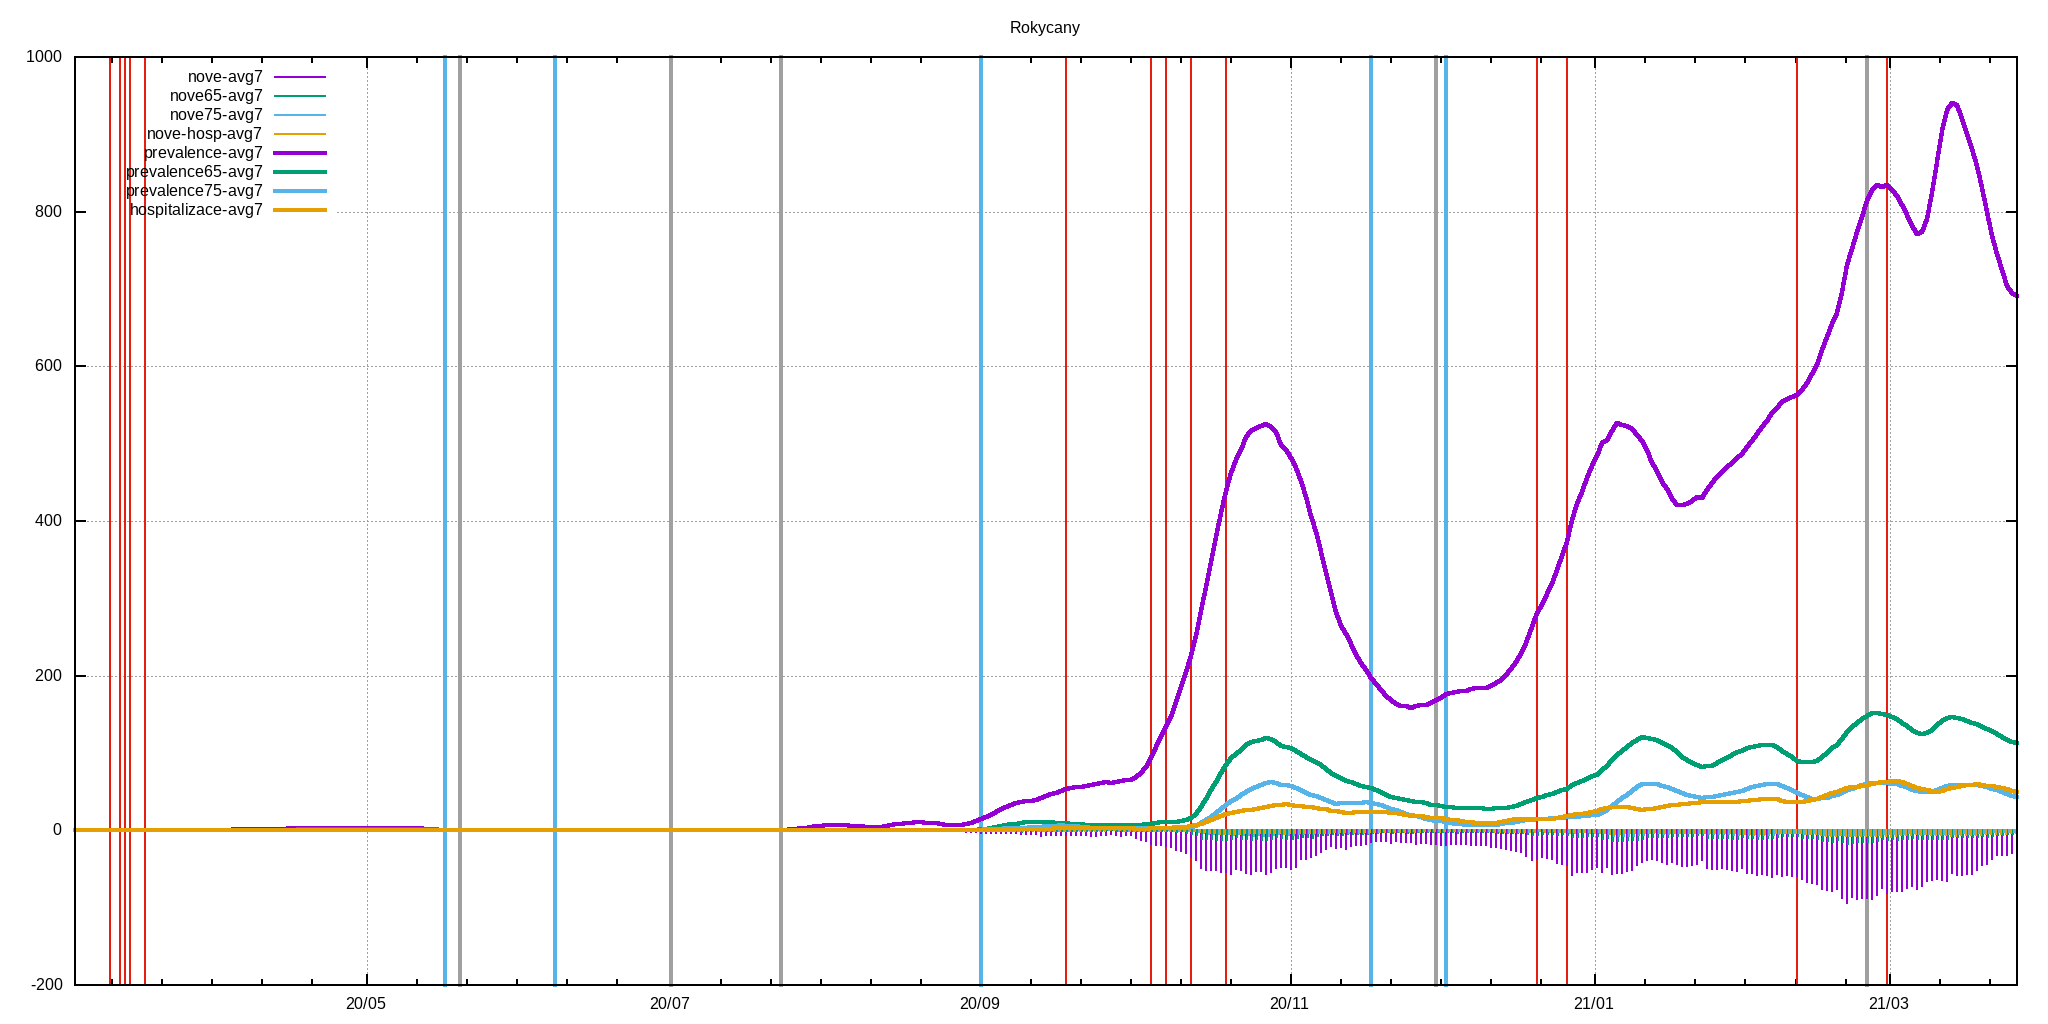 Rokycany
1000
800
600
400
200
0
-200
nove-avg7
nove65-avg7
nove75-avg7
nove-hosp-avg7
prevalence-avg7
prevalence65-avg7
prevalence75-avg7
hospitalizace-avg7
20/05 20/07 20/09 20/11 21/01 21/03